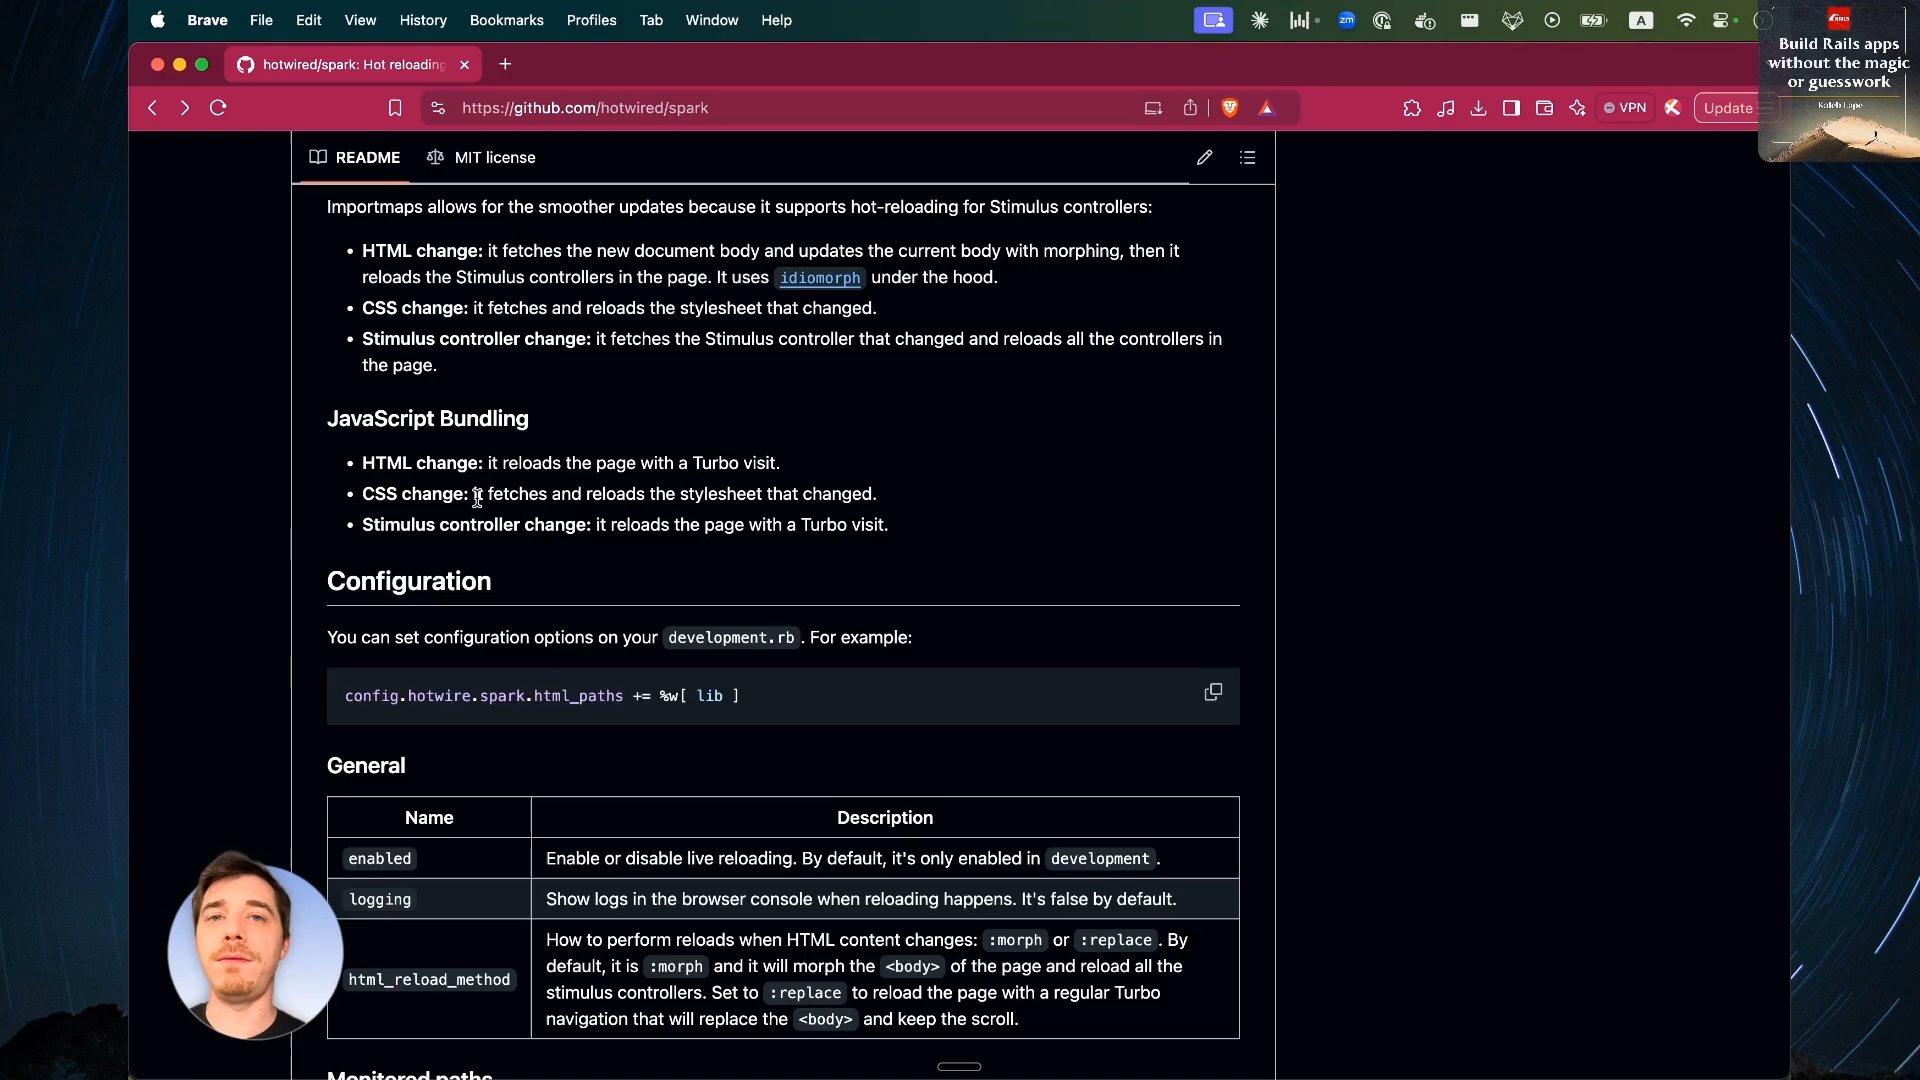 Brave File Edit View History Bookmarks Profiles Tab Window Help
zm
A
RAILS
Build Rails apps
without the magic
or guesswork
Kaleb Lape
hotwired/spark: Hot reloading
https://github.com/hotwired/spark
VPN
Update
README
MIT license
Importmaps allows for the smoother updates because it supports hot-reloading for Stimulus controllers:
• HTML change: it fetches the new document body and updates the current body with morphing, then it
reloads the Stimulus controllers in the page. It uses idiomorph under the hood.
• CSS change: it fetches and reloads the stylesheet that changed.
• Stimulus controller change: it fetches the Stimulus controller that changed and reloads all the controllers in
the page.
JavaScript Bundling
• HTML change: it reloads the page with a Turbo visit.
• CSS change: it fetches and reloads the stylesheet that changed.
• Stimulus controller change: it reloads the page with a Turbo visit.
Configuration
You can set configuration options on your development.rb. For example:
config.hotwire.spark.html_paths += %w[ lib ]
General
Name Description
enabled Enable or disable live reloading. By default, it's only enabled in development.
logging Show logs in the browser console when reloading happens. It's false by default.
How to perform reloads when HTML content changes: :morph or :replace. By
default, it is :morph and it will morph the <body> of the page and reload all the
html_reload_method
stimulus controllers. Set to :replace to reload the page with a regular Turbo
navigation that will replace the <body> and keep the scroll.
Monitored paths